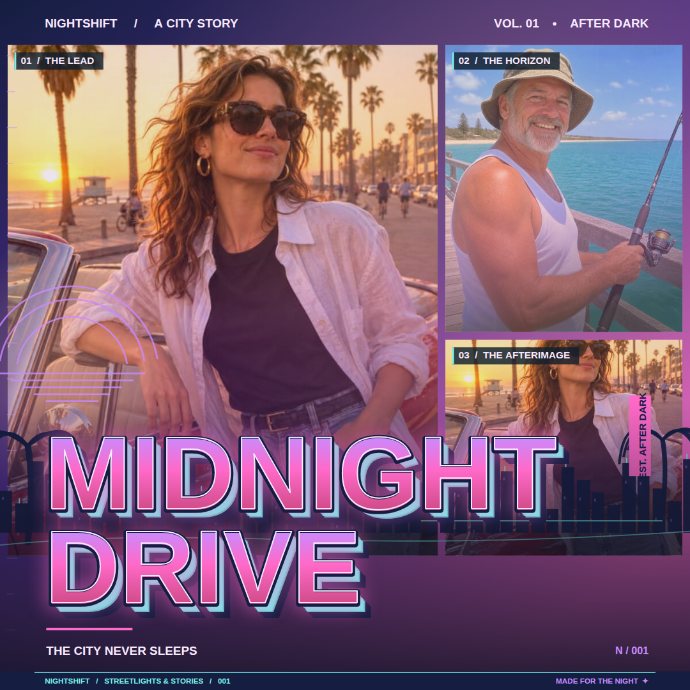 NIGHTSHIFT / A CITY STORY
VOL. 01 • AFTER DARK
01 / THE LEAD
02 / THE HORIZON
03 / THE AFTERIMAGE
EST. AFTER DARK
MIDNIGHT
DRIVE
THE CITY NEVER SLEEPS
N / 001
NIGHTSHIFT / STREETLIGHTS & STORIES / 001
MADE FOR THE NIGHT ✦